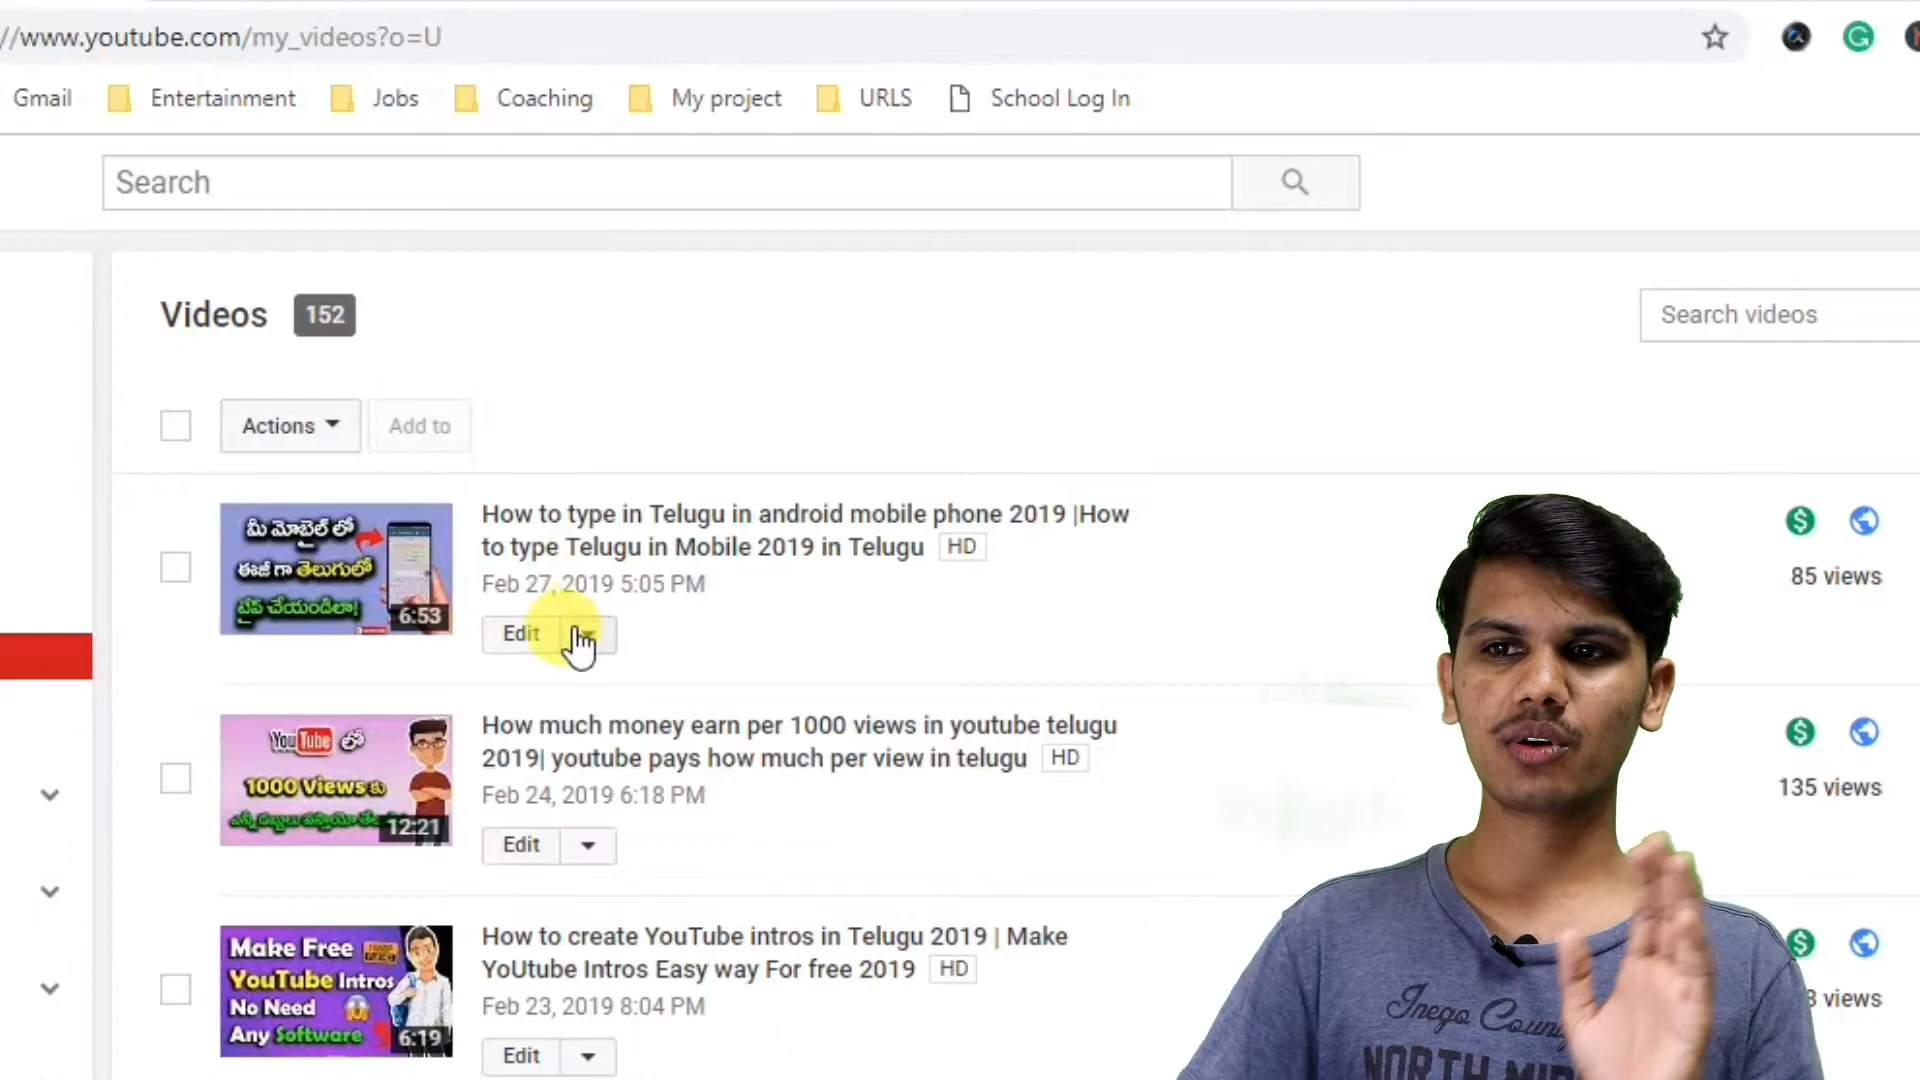 //www.youtube.com/my_videos?o=U
Gmail Entertainment Jobs Coaching My project URLS School Log In
Search
Videos 152
Search videos
Actions Add to
మీ మోబైల్ లో
ఈజీ గా తెలుగులో
టైప్ చేయండిలా!
6:53
How to type in Telugu in android mobile phone 2019 |How
to type Telugu in Mobile 2019 in Telugu HD
Feb 27, 2019 5:05 PM
Edit
85 views
YouTube లో
1000 Views కు
12:21
How much money earn per 1000 views in youtube telugu
2019| youtube pays how much per view in telugu HD
Feb 24, 2019 6:18 PM
Edit
135 views
Make Free
YouTube Intros
No Need
Any Software
6:19
How to create YouTube intros in Telugu 2019 | Make
YoUtube Intros Easy way For free 2019 HD
Feb 23, 2019 8:04 PM
Edit
views
Inego
NORTH